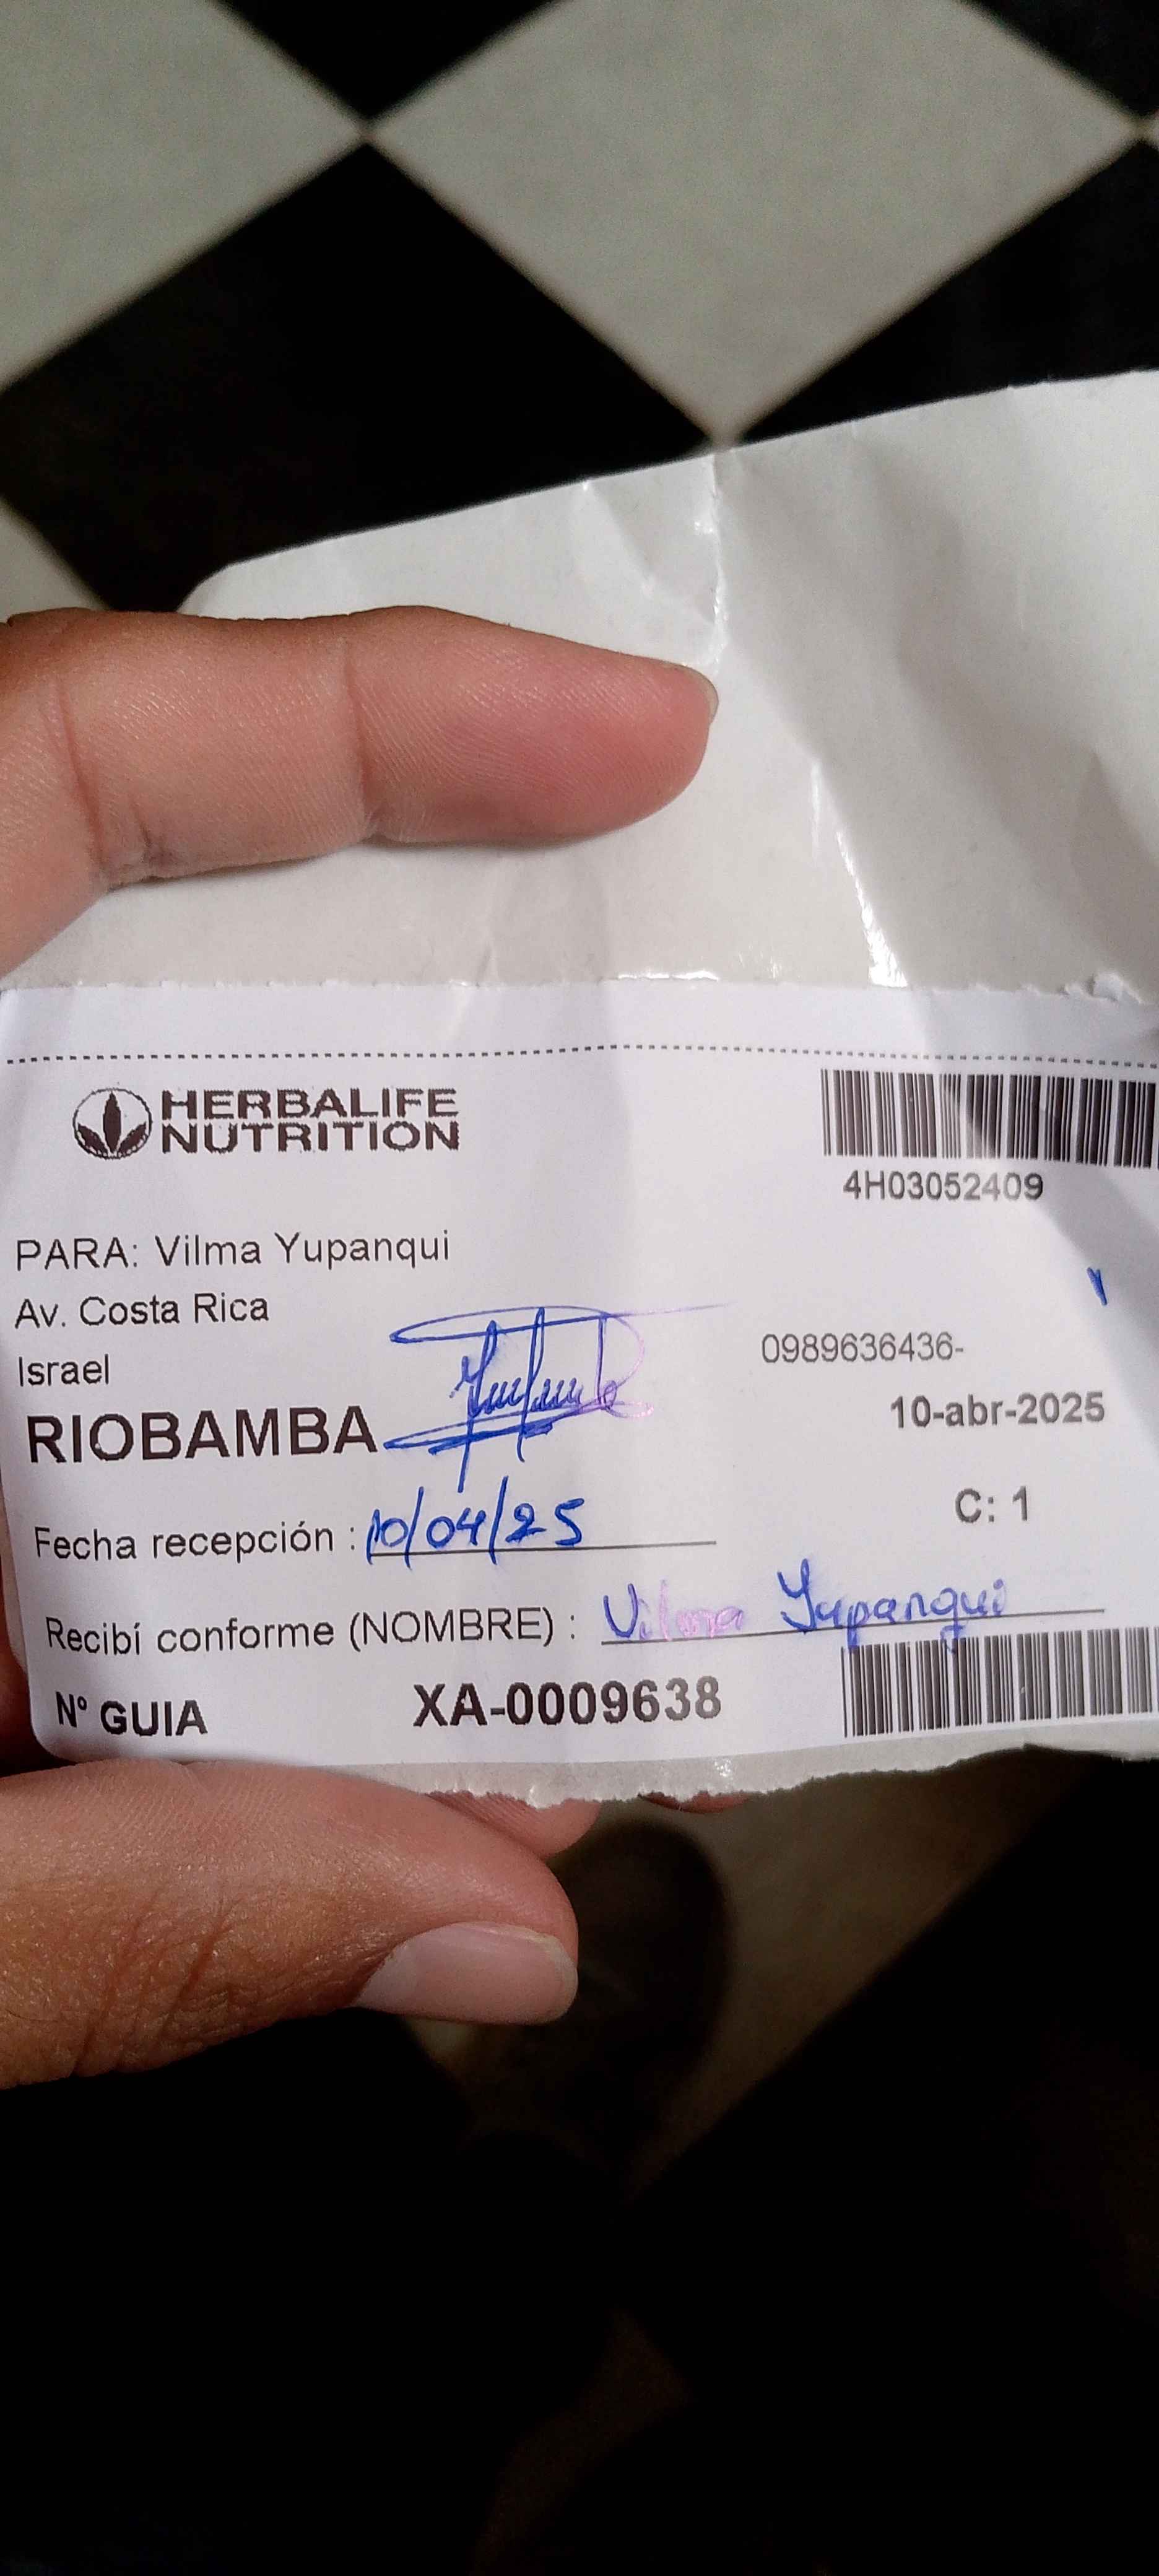 HERBALIFE
NUTRITION
4H03052409
PARA: Vilma Yupanqui
Av. Costa Rica
Israel
0989636436-
RIOBAMBA
10-abr-2025
C: 1
Fecha recepción : 10/04/25
Recibí conforme (NOMBRE) : Vilma Yupanqui
N° GUIA XA-0009638